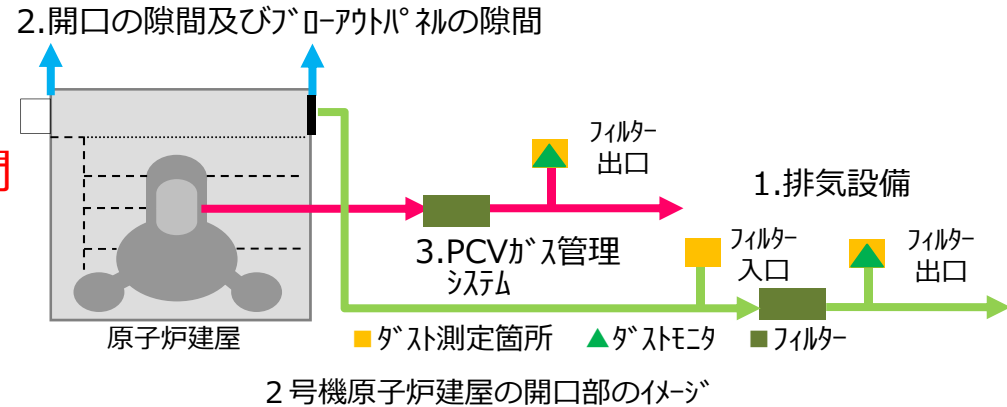 2.開口の隙間及びﾌﾞﾛｰｱｳﾄﾊﾟﾈﾙの隙間
ﾌｨﾙﾀｰ
出口
1.排気設備
3.PCVｶﾞｽ管理
ｼｽﾃﾑ
ﾌｨﾙﾀｰ
入口
ﾌｨﾙﾀｰ
出口
原子炉建屋
■ﾀﾞｽﾄ測定箇所 ▲ﾀﾞｽﾄﾓﾆﾀ ■ﾌｨﾙﾀｰ
２号機原子炉建屋の開口部のｲﾒｰｼﾞ